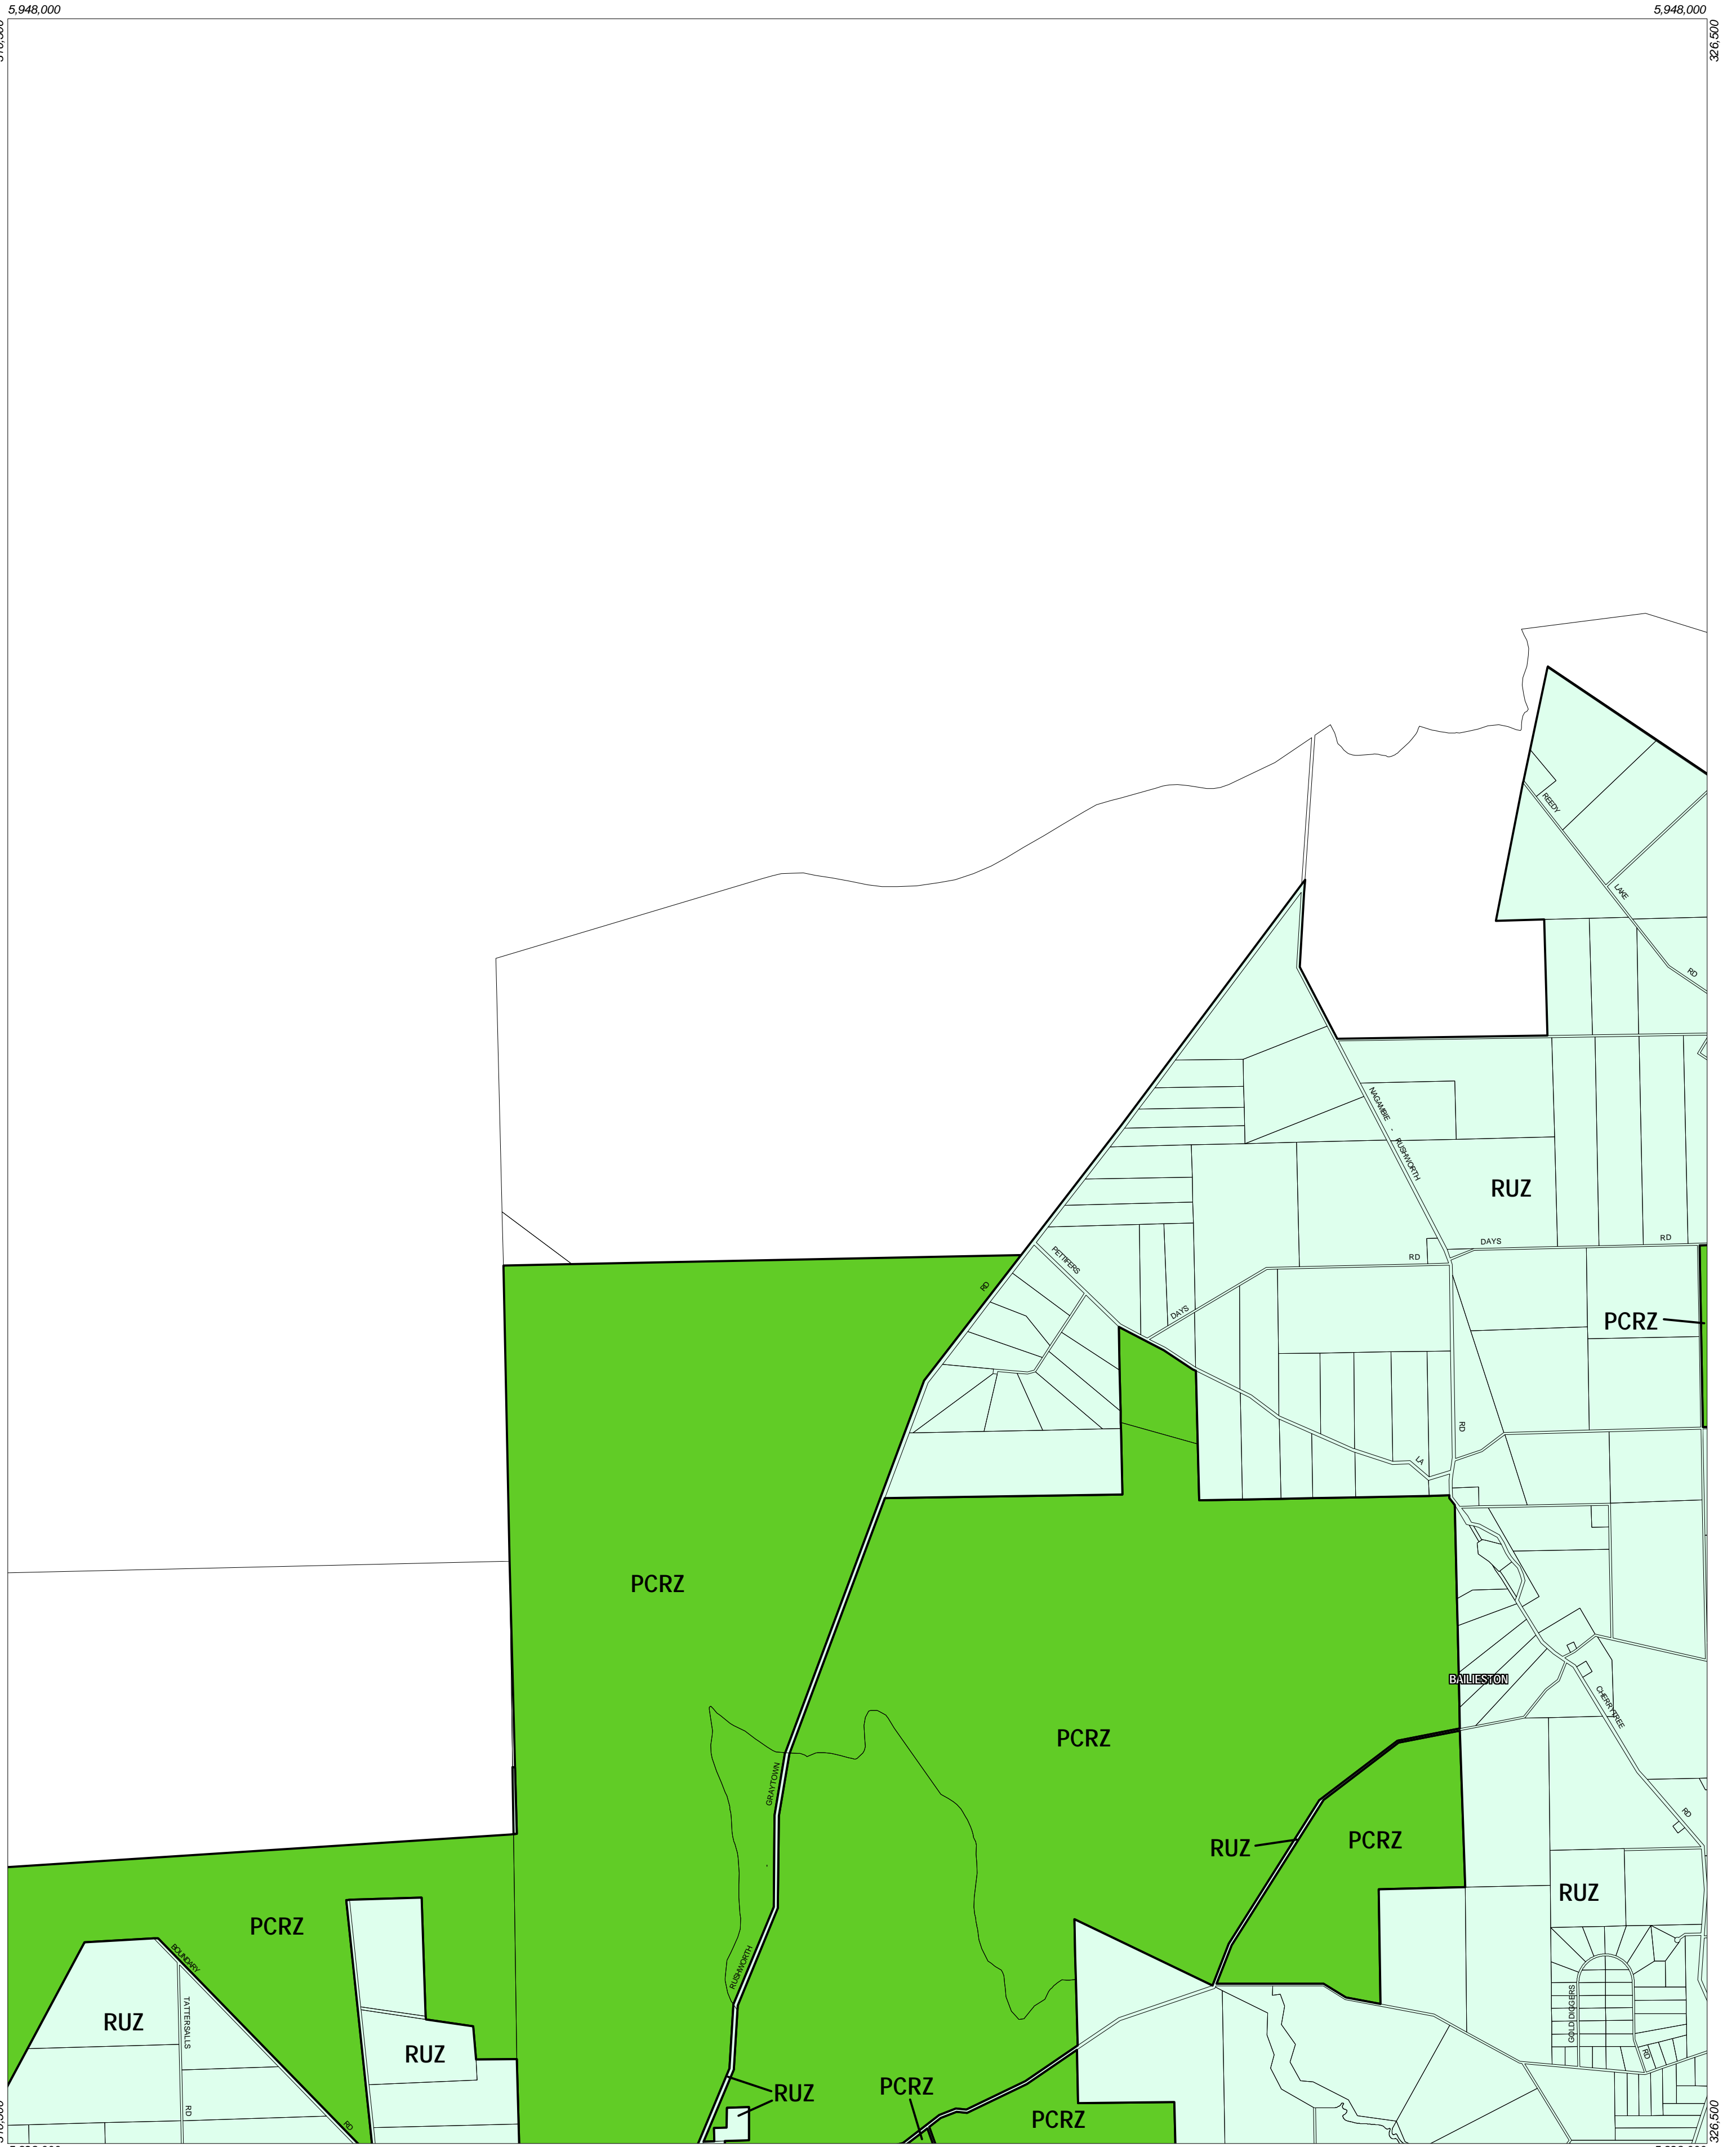 5,948,000
5,948,000
326,500
REEDY
LAKE
RD
NAGAMBIE - RUSHWORTH
RUZ
DAYS
RD
PETTIFERS
RD
RD
DAYS
PCRZ
RD
LA
PCRZ
BAILIESTON
CHERRYTREE
PCRZ
GRAYTOWN
RD
PCRZ
RUZ
RUZ
PCRZ
BOUNDARY
RUSHWORTH
TATTERSALLS
GOLD DIGGERS
RUZ
RUZ
RD
RUZ
PCRZ
RD
RD
PCRZ
326,500